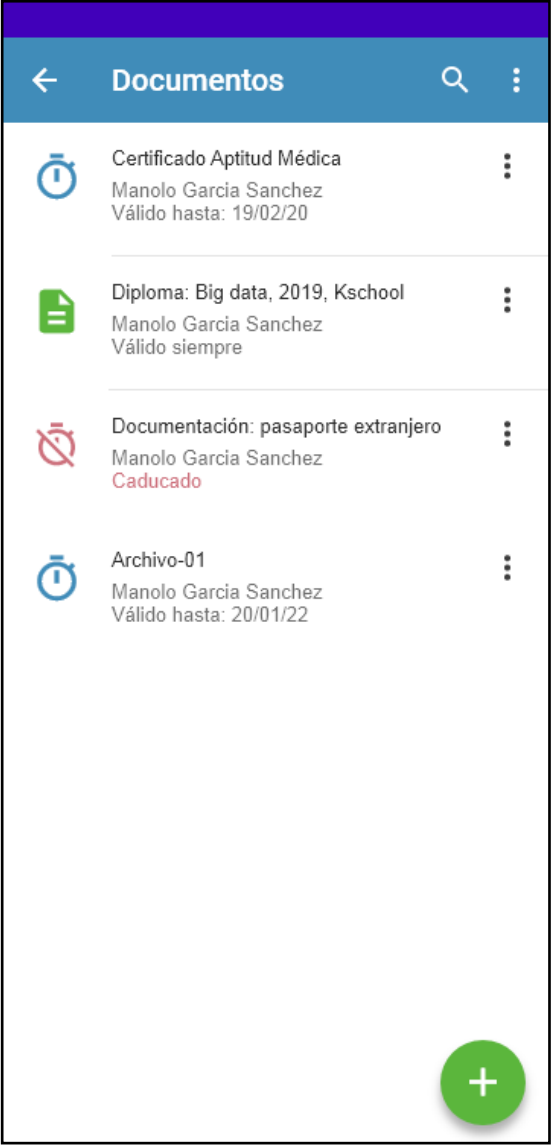 Documentos
Certificado Aptitud Médica
Manolo Garcia Sanchez
Válido hasta: 19/02/20
Diploma: Big data, 2019, Kschool
Manolo Garcia Sanchez
Válido siempre
Documentación: pasaporte extranjero
Manolo Garcia Sanchez
Caducado
Archivo-01
Manolo Garcia Sanchez
Válido hasta: 20/01/22